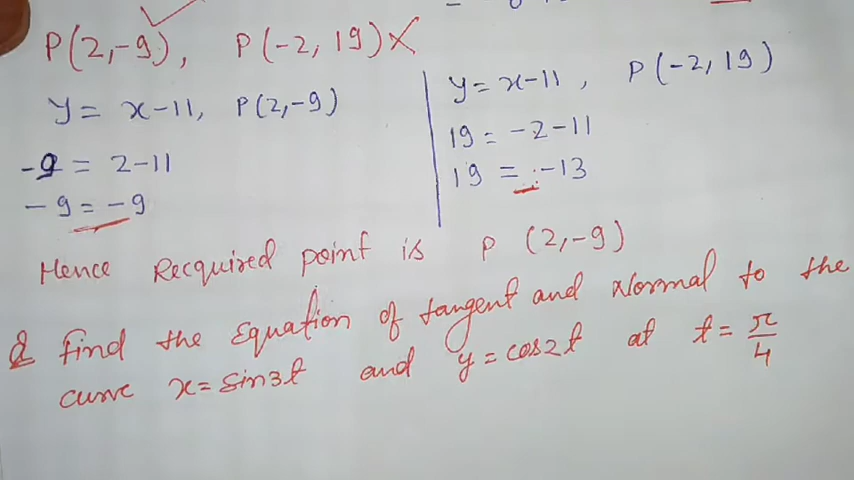 P(2,-9), P(-2, 19) ×
y = x-11, P(2,-9)
-9 = 2-11
-9 = -9
y = x-11 , P(-2, 19)
19 = -2-11
19 = -13
Hence Recquired point is P (2,-9)
Q find the Equation of tangent and Normal to the
curve x = sin3t and y = cos2t at t = π/4